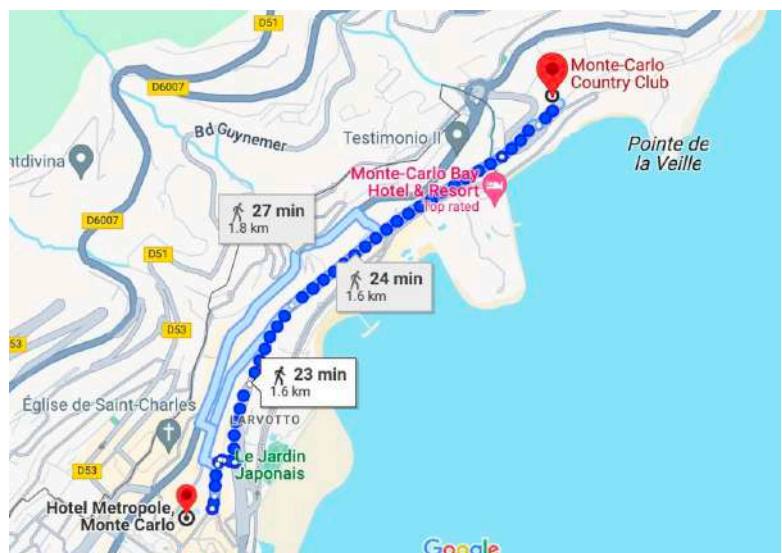 D51
D6007
Monte-Carlo
Country Club
Bd Guynemer
Testimonio II
Pointe de
la Veille
ntdivina
Monte-Carlo Bay
Hotel & Resort
Top rated
27 min
1.8 km
D6007
D51
24 min
1.6 km
D53
53
23 min
1.6 km
Église de Saint-Charles
LARVOTTO
Le Jardin
Japonais
D53
Hotel Metropole,
Monte Carlo
Google